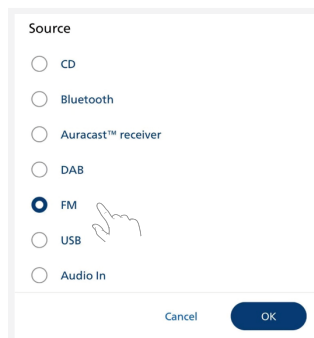 Source
CD
Bluetooth
Auracast™ receiver
DAB
FM
USB
Audio In
Cancel
OK